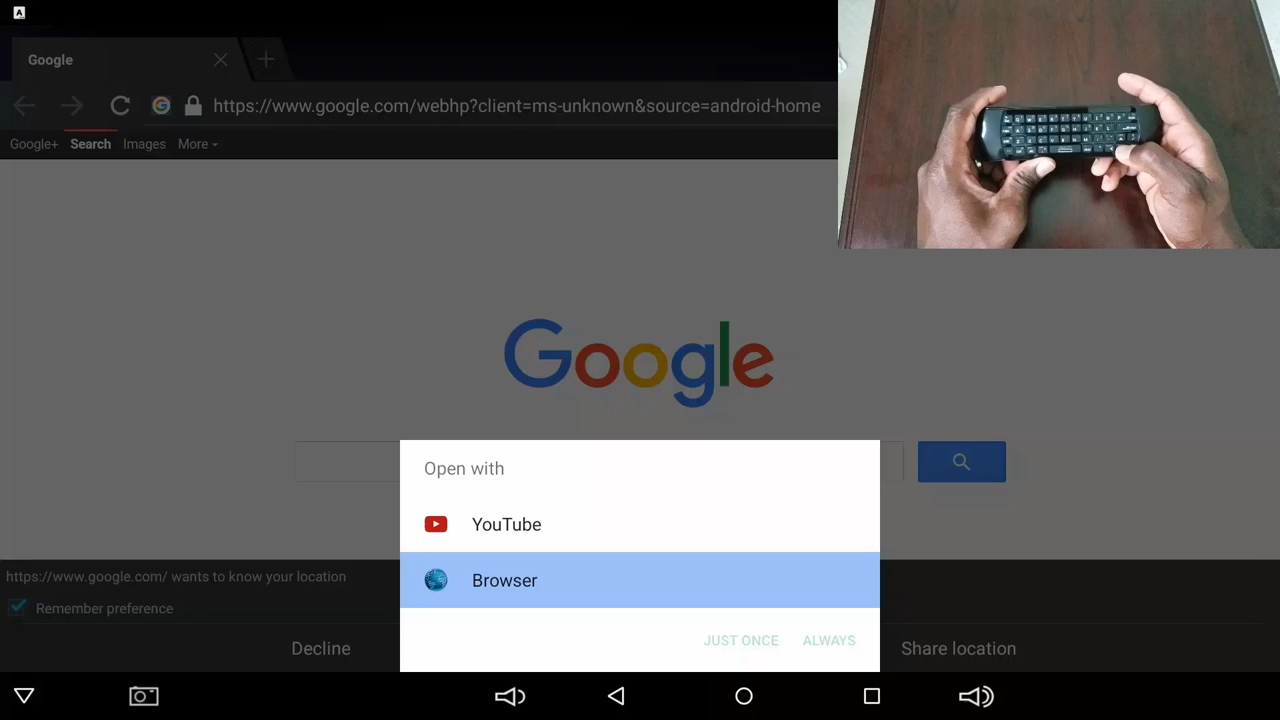 A
Google
https://www.google.com/webhp?client=ms-unknown&source=android-home
Google+ Search Images More
Google
Open with
YouTube
Browser
https://www.google.com/ wants to know your location
Remember preference
JUST ONCE ALWAYS
Decline
Share location